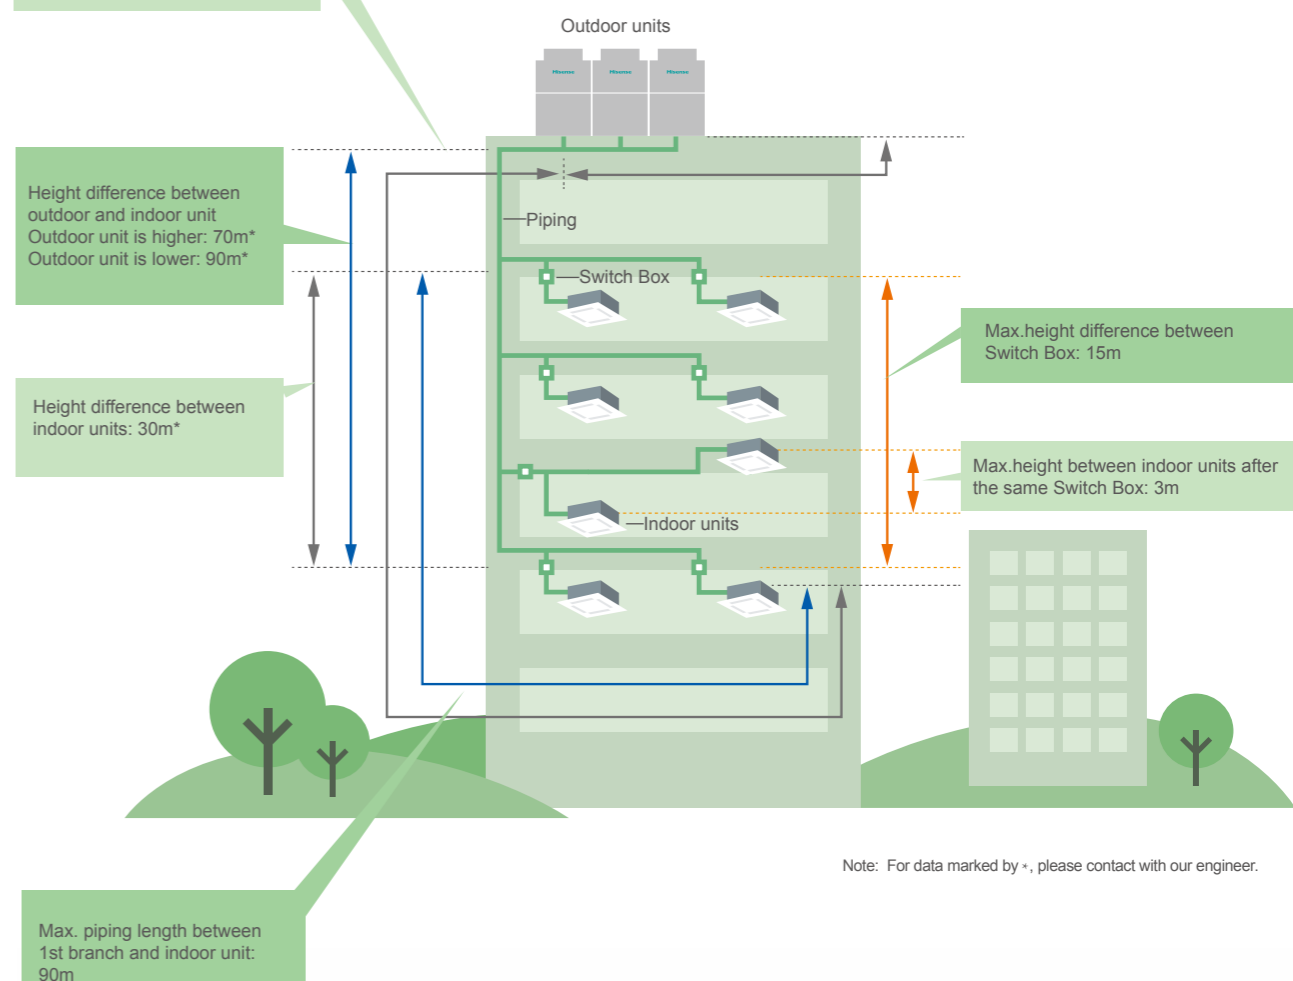 Outdoor units
Hisense
Hisense
Hisense
Height difference between
outdoor and indoor unit
Outdoor unit is higher: 70m*
Outdoor unit is lower: 90m*
Piping
Switch Box
Max.height difference between
Switch Box: 15m
Height difference between
indoor units: 30m*
Max.height between indoor units after
the same Switch Box: 3m
Indoor units
Note: For data marked by *, please contact with our engineer.
Max. piping length between
1st branch and indoor unit:
90m